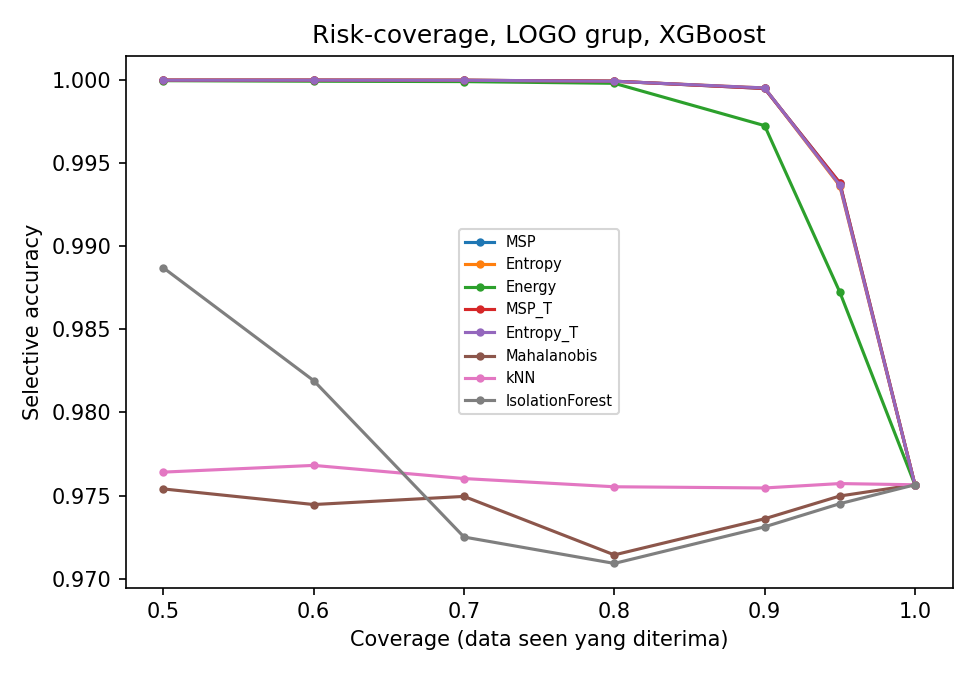 Risk-coverage, LOGO grup, XGBoost
Selective accuracy
1.000
0.995
0.990
0.985
0.980
0.975
0.970
MSP
Entropy
Energy
MSP_T
Entropy_T
Mahalanobis
kNN
IsolationForest
0.5 0.6 0.7 0.8 0.9 1.0
Coverage (data seen yang diterima)